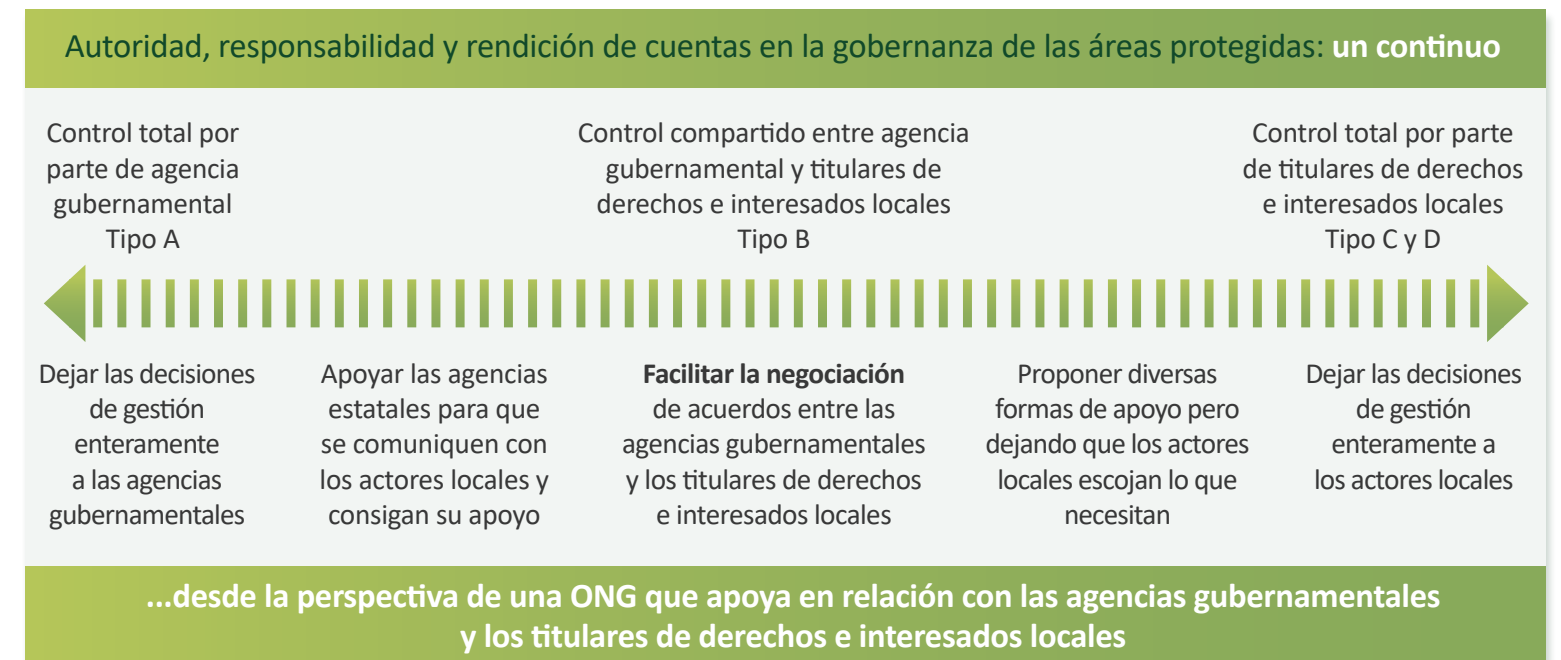 Autoridad, responsabilidad y rendición de cuentas en la gobernanza de las áreas protegidas: un continuo
Control total por
parte de agencia
gubernamental
Tipo A
Control compartido entre agencia
gubernamental y titulares de
derechos e interesados locales
Tipo B
Control total por parte
de titulares de derechos
e interesados locales
Tipo C y D
Dejar las decisiones
de gestión
enteramente
a las agencias
gubernamentales
Apoyar las agencias
estatales para que
se comuniquen con
los actores locales y
consigan su apoyo
Facilitar la negociación
de acuerdos entre las
agencias gubernamentales
y los titulares de derechos
e interesados locales
Proponer diversas
formas de apoyo pero
dejando que los actores
locales escojan lo que
necesitan
Dejar las decisiones
de gestión
enteramente a
los actores locales
...desde la perspectiva de una ONG que apoya en relación con las agencias gubernamentales
y los titulares de derechos e interesados locales